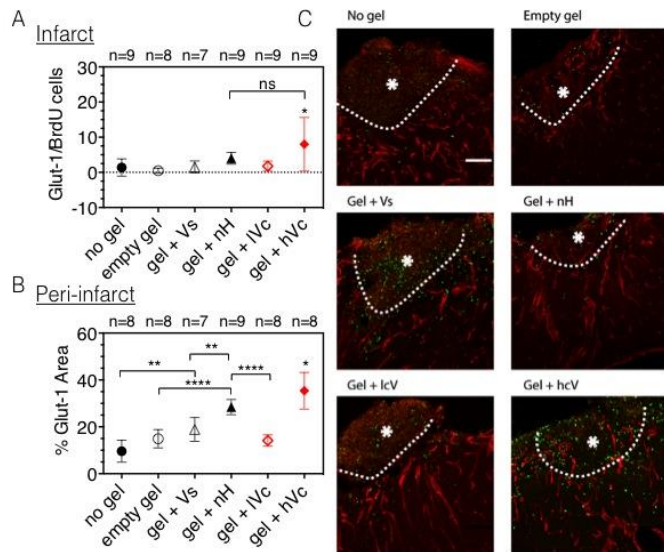 A Infarct
n=9 n=8 n=7 n=9 n=9 n=9
ns
*
Glut-1/BrdU cells
20
10
0
-10
no gel
empty gel
gel + Vs
gel + nH
gel + lVc
gel + hVc
B Peri-infarct
n=8 n=8 n=7 n=9 n=8 n=8
**
** **** *
****
% Glut-1 Area
60
40
20
0
no gel
empty gel
gel + Vs
gel + nH
gel + lVc
gel + hVc
C
No gel Empty gel
* *
Gel + Vs Gel + nH
* *
Gel + lcV Gel + hcV
* *